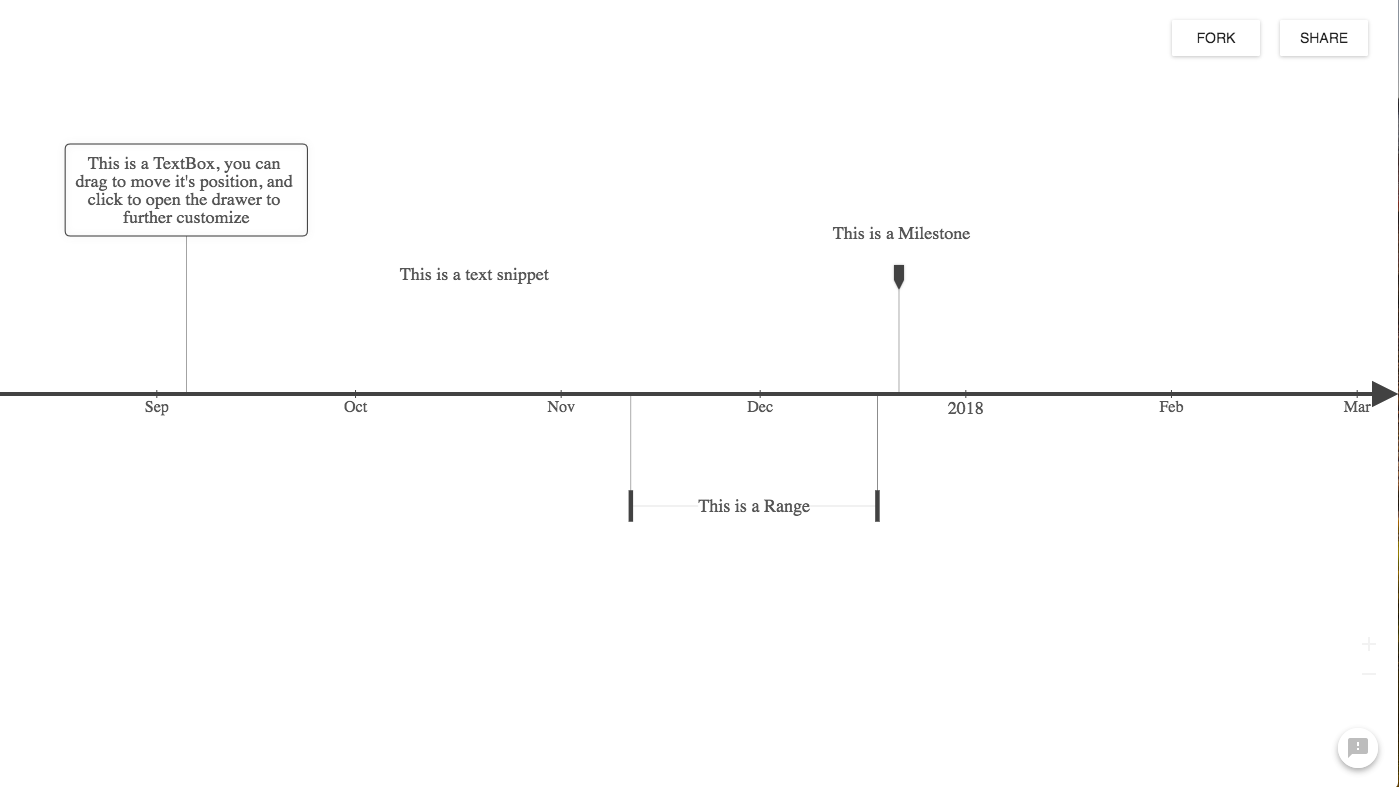 FORK
SHARE
This is a TextBox, you can
drag to move it's position, and
click to open the drawer to
further customize
This is a Milestone
This is a text snippet
Sep
Oct
Nov
Dec
2018
Feb
Mar
This is a Range